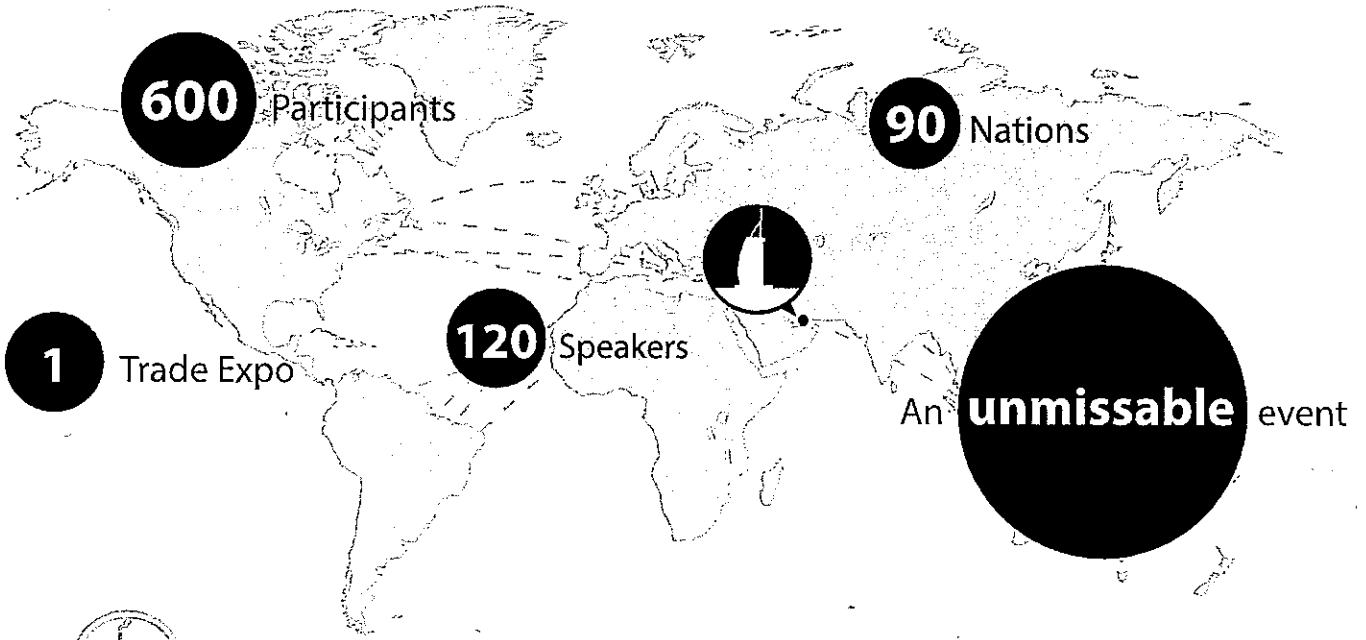 600 Participants
90 Nations
120 Speakers
1 Trade Expo
An unmissable event